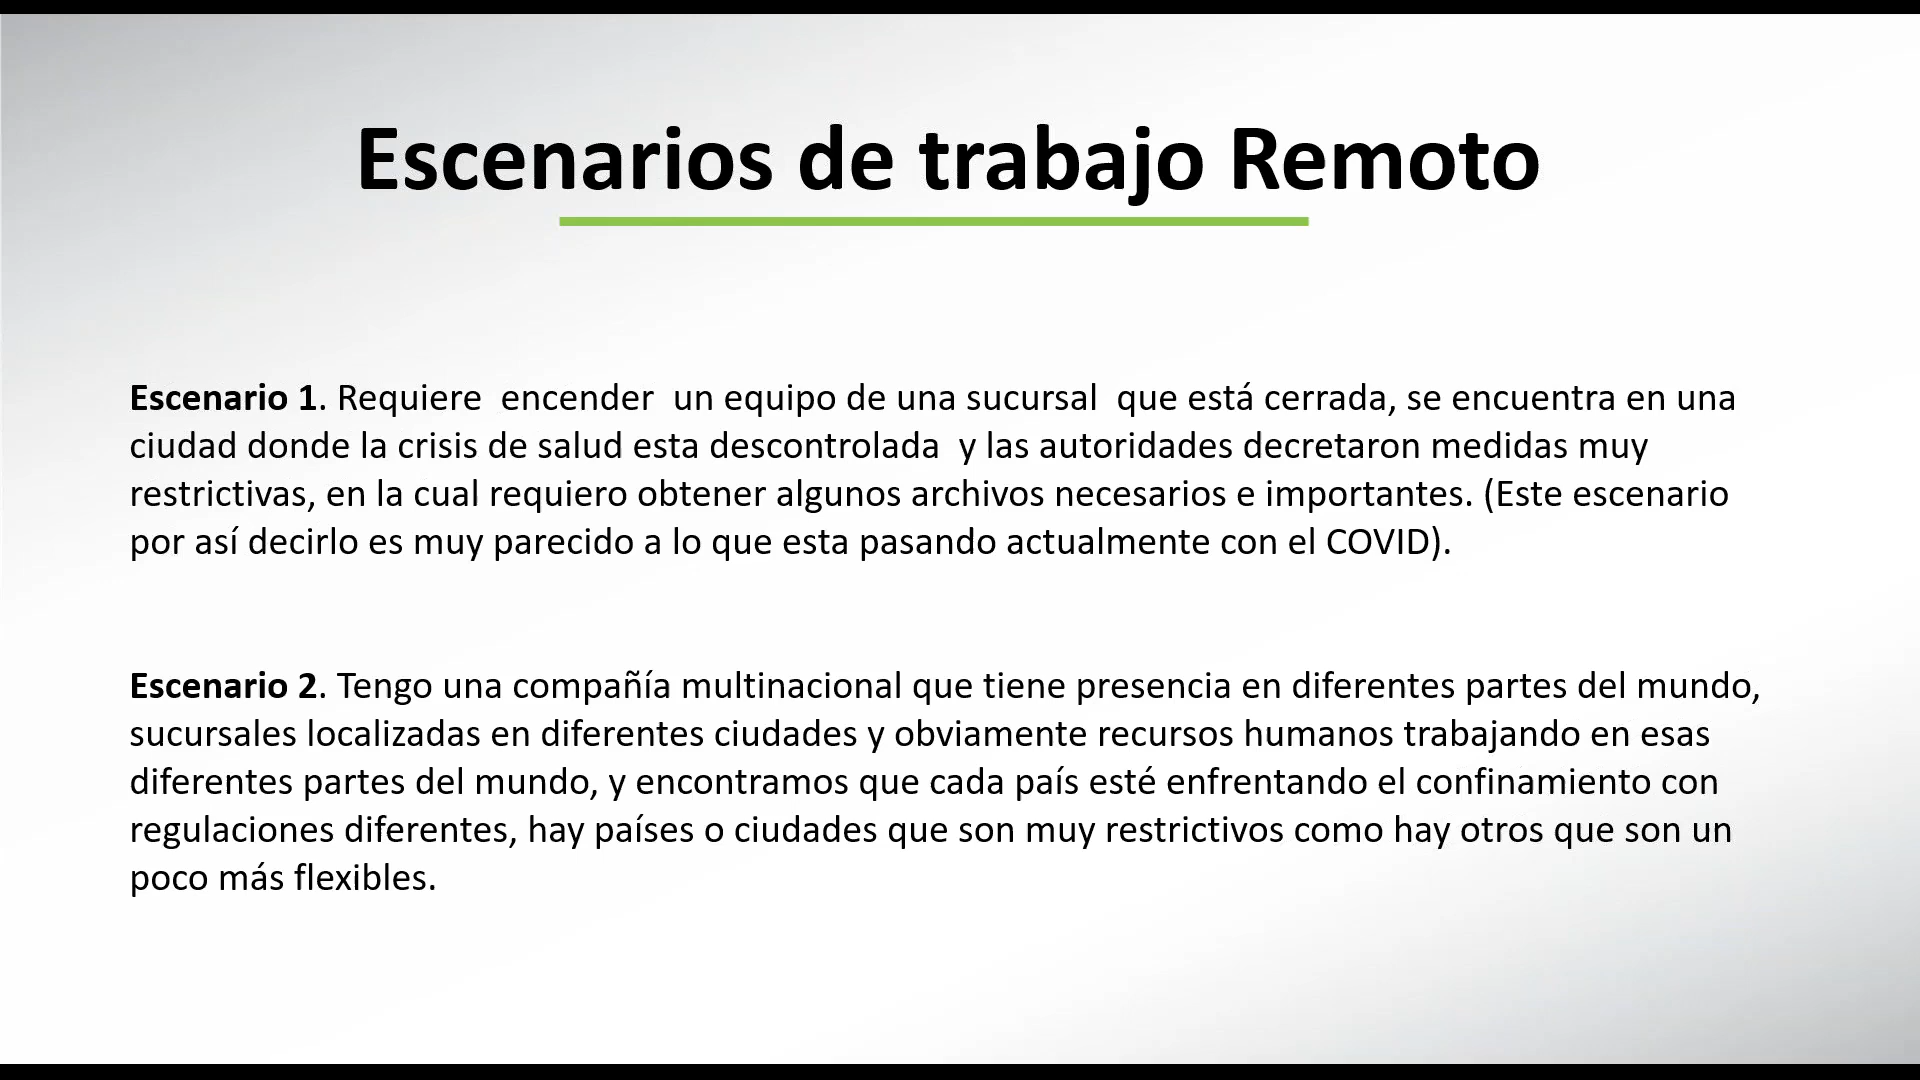 Escenarios de trabajo Remoto
Escenario 1. Requiere encender un equipo de una sucursal que está cerrada, se encuentra en una
ciudad donde la crisis de salud esta descontrolada y las autoridades decretaron medidas muy
restrictivas, en la cual requiero obtener algunos archivos necesarios e importantes. (Este escenario
por así decirlo es muy parecido a lo que esta pasando actualmente con el COVID).
Escenario 2. Tengo una compañía multinacional que tiene presencia en diferentes partes del mundo,
sucursales localizadas en diferentes ciudades y obviamente recursos humanos trabajando en esas
diferentes partes del mundo, y encontramos que cada país esté enfrentando el confinamiento con
regulaciones diferentes, hay países o ciudades que son muy restrictivos como hay otros que son un
poco más flexibles.